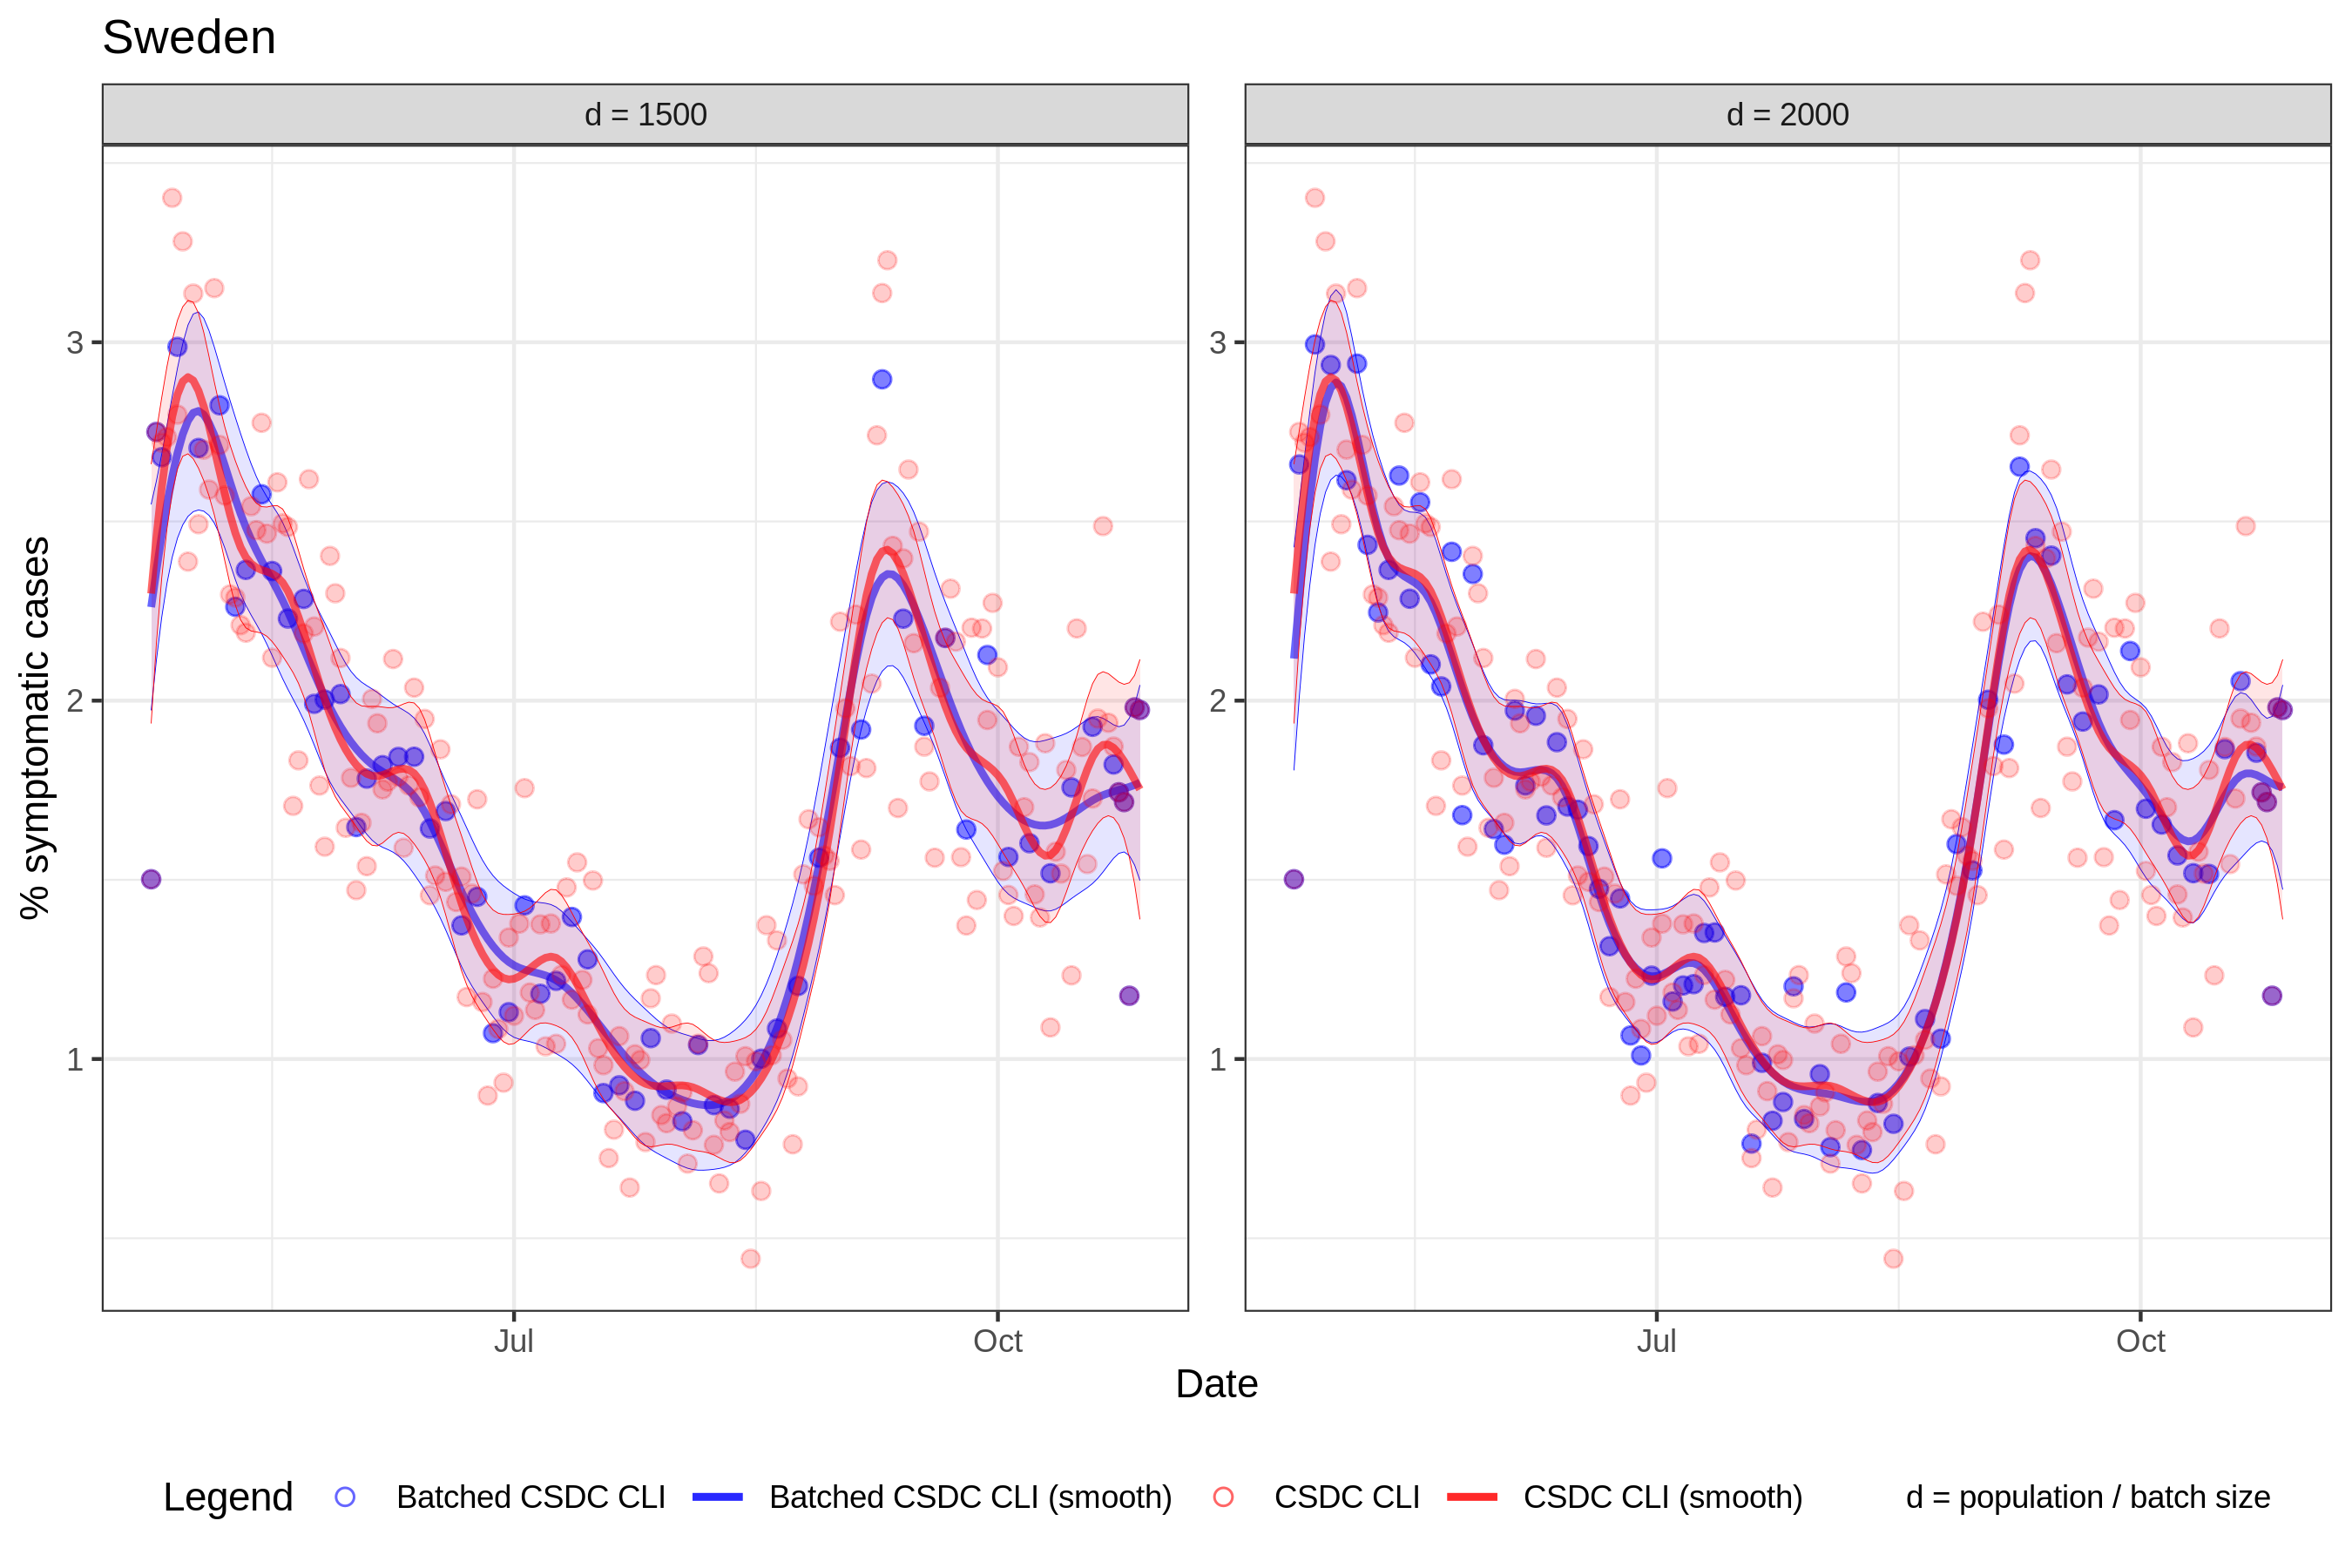 Sweden
d = 1500
d = 2000
% symptomatic cases
3
2
1
3
2
1
Jul
Oct
Jul
Oct
Date
Legend
Batched CSDC CLI
Batched CSDC CLI (smooth)
CSDC CLI
CSDC CLI (smooth)
d = population / batch size